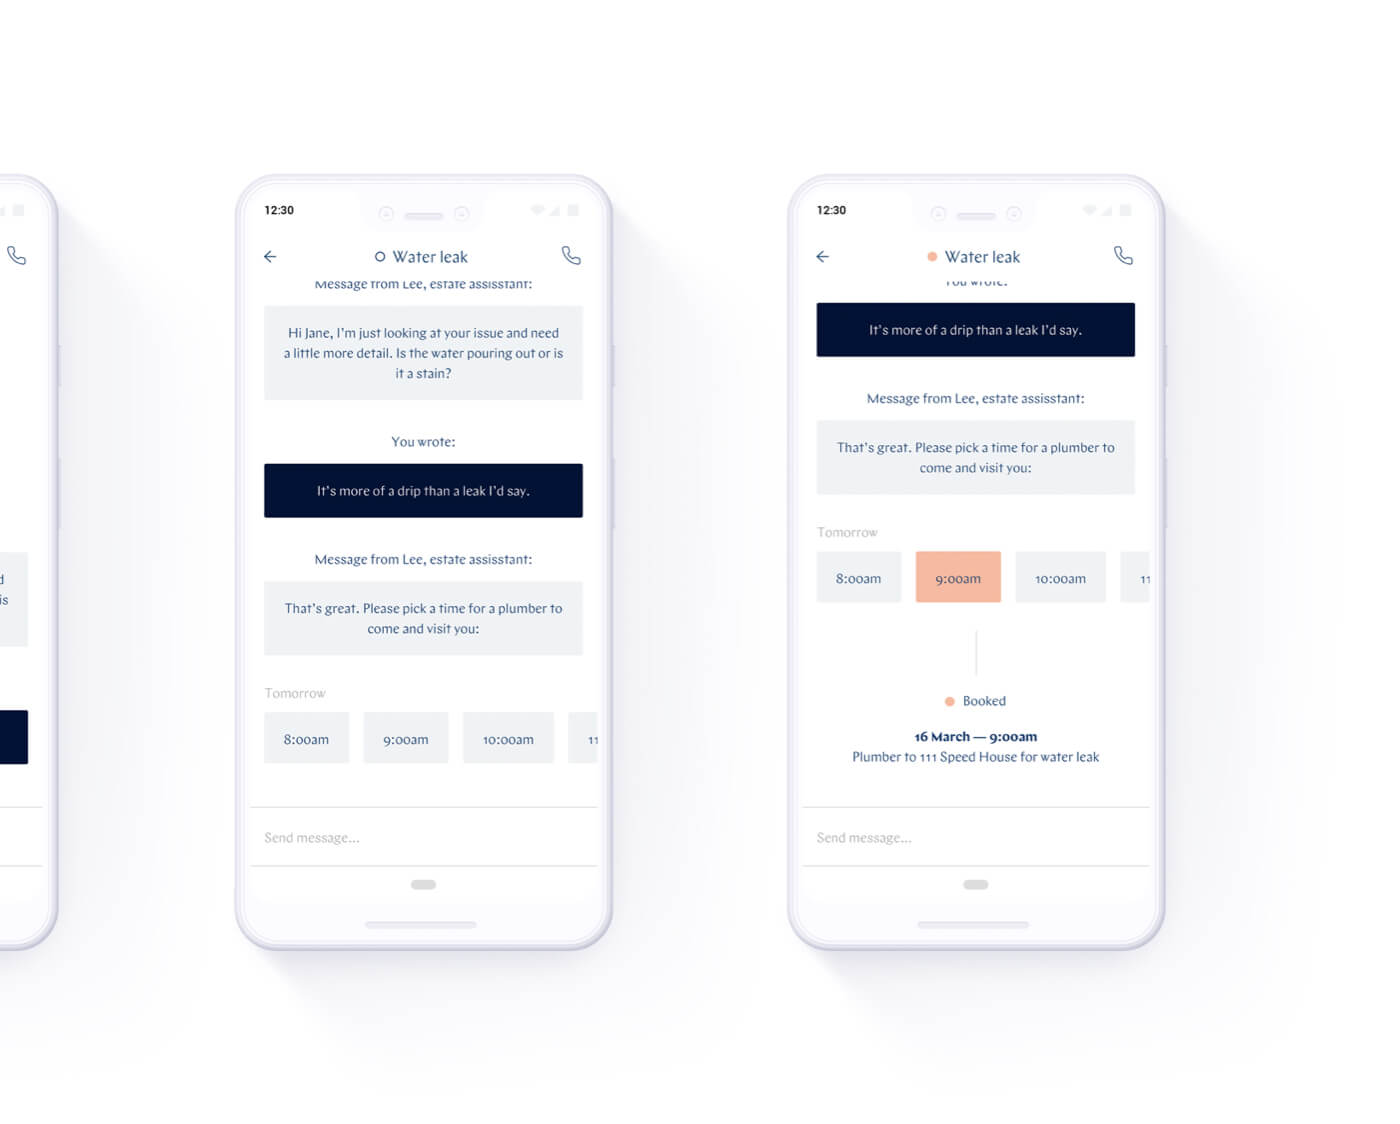 d
is
12:30
Water leak
Message from Lee, estate assisstant:
Hi Jane, I'm just looking at your issue and need
a little more detail. Is the water pouring out or is
it a stain?
You wrote:
It's more of a drip than a leak I'd say.
Message from Lee, estate assisstant:
That's great. Please pick a time for a plumber to
come and visit you:
Tomorrow
8:00am
9:00am
10:00am
11
Send message...
12:30
Water leak
You wrote:
It's more of a drip than a leak I'd say.
Message from Lee, estate assisstant:
That's great. Please pick a time for a plumber to
come and visit you:
Tomorrow
8:00am
9:00am
10:00am
11
Booked
16 March — 9:00am
Plumber to 111 Speed House for water leak
Send message...